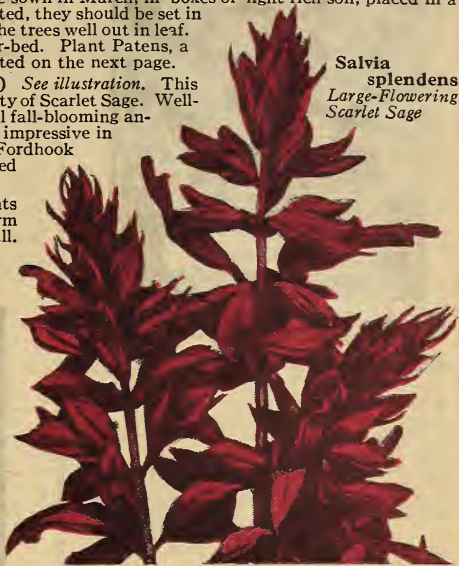 sown in March, in boxes of light rich soil, placed in a
ted, they should be set in
he trees well out in leaf.
r-bed. Plant Patens, a
ted on the next page.
) See illustration. This
ty of Scarlet Sage. Well-
l fall-blooming an-
impressive in
Fordhook
ed
nts
rm
ll.
Salvia
splendens
Large-Flowering
Scarlet Sage